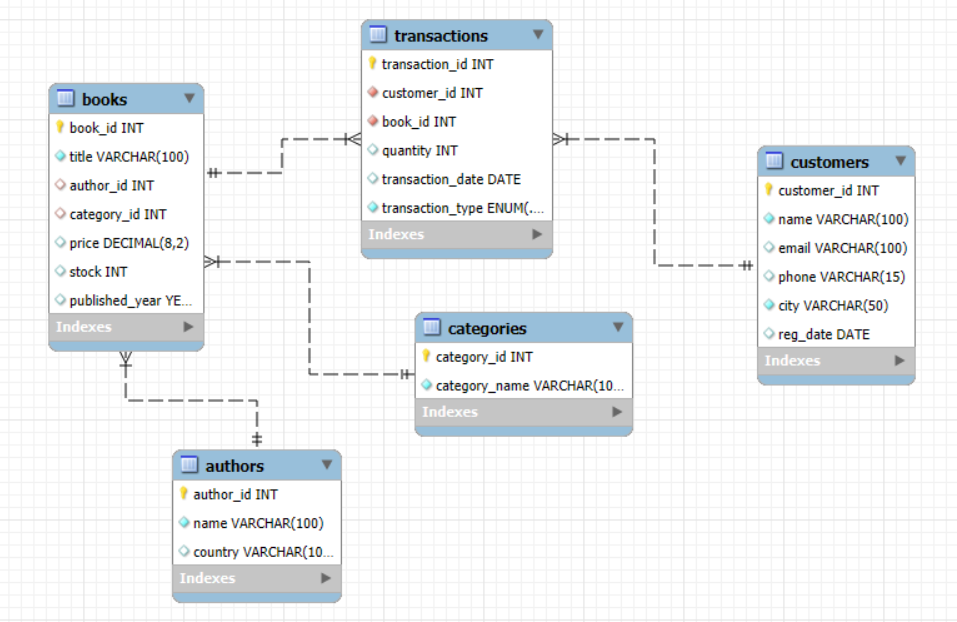 transactions
transaction_id INT
customer_id INT
book_id INT
quantity INT
transaction_date DATE
transaction_type ENUM(....
Indexes
books
book_id INT
title VARCHAR(100)
author_id INT
category_id INT
price DECIMAL(8,2)
stock INT
published_year YE...
Indexes
customers
customer_id INT
name VARCHAR(100)
email VARCHAR(100)
phone VARCHAR(15)
city VARCHAR(50)
reg_date DATE
Indexes
categories
category_id INT
category_name VARCHAR(10...
Indexes
authors
author_id INT
name VARCHAR(100)
country VARCHAR(10...
Indexes